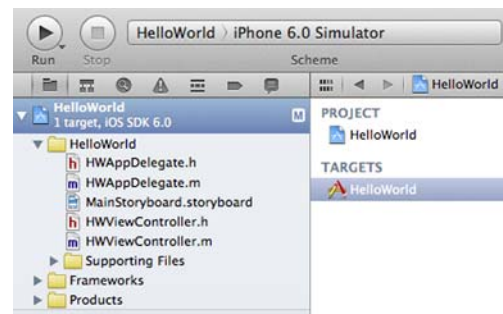 HelloWorld > iPhone 6.0 Simulator
Run
Stop
Scheme
HelloWorld
1 target, iOS SDK 6.0
M
HelloWorld
h HWAppDelegate.h
m HWAppDelegate.m
MainStoryboard.storyboard
h HWViewController.h
m HWViewController.m
Supporting Files
Frameworks
Products
HelloWorld
PROJECT
HelloWorld
TARGETS
HelloWorld